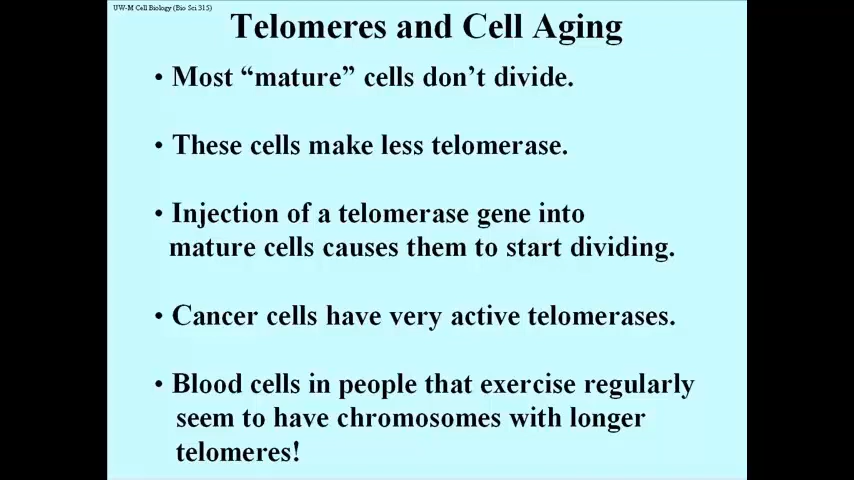 UW-M Cell Biology (Bio Sci 315)
Telomeres and Cell Aging
• Most “mature” cells don’t divide.
• These cells make less telomerase.
• Injection of a telomerase gene into
mature cells causes them to start dividing.
• Cancer cells have very active telomerases.
• Blood cells in people that exercise regularly
seem to have chromosomes with longer
telomeres!